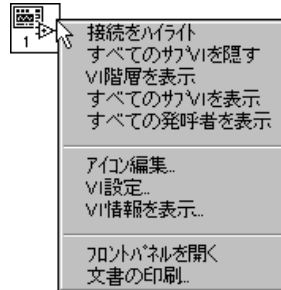 1
接続をハイライト
すべてのサブVIを隠す
VI階層を表示
すべてのサブVIを表示
すべての発呼者を表示
アイコン編集...
VI設定...
VI情報を表示...
フロントパネルを開く
文書の印刷...